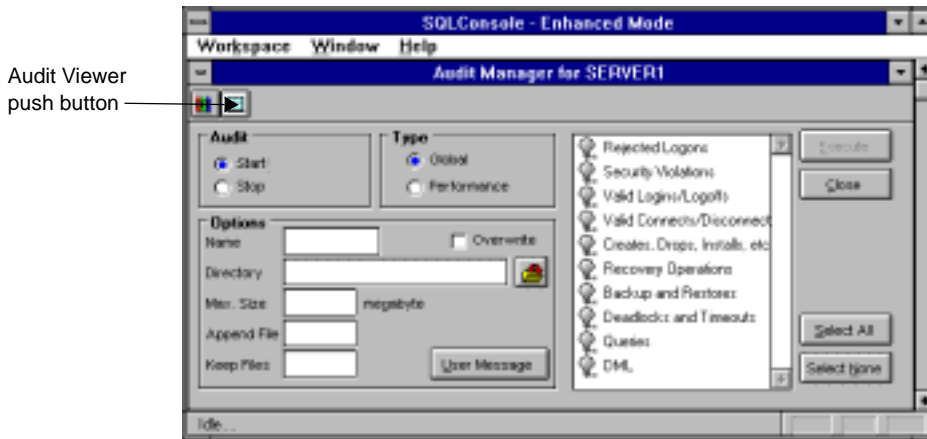 SQLConsole - Enhanced Mode
Workspace Window Help
Audit Manager for SERVER1
Audit Viewer
push button
Audit
Start
Stop
Type
Global
Performance
Options
Name
Overwrite
Directory
Max. Size
megabyte
Append File
Keep Files
User Message
Rejected Logons
Security Violations
Valid Logins/Logoffs
Valid Connects/Disconnect
Creates, Drops, Installs, etc
Recovery Operations
Backup and Restores
Deadlocks and Timeouts
Queries
DML
Execute
Close
Select All
Select None
Idle...